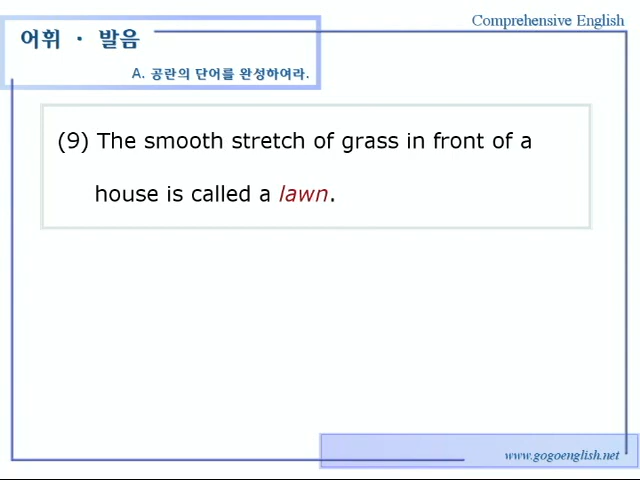 Comprehensive English
어휘 · 발음
A. 공란의 단어를 완성하여라.
(9) The smooth stretch of grass in front of a
house is called a lawn.
www.gogoenglish.net